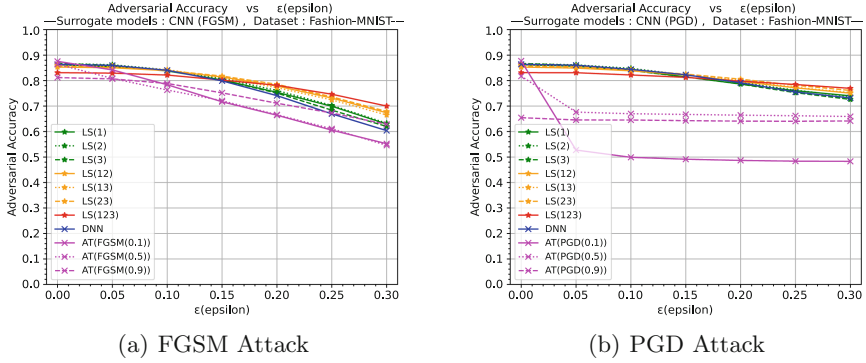 Adversarial Accuracy vs ε(epsilon)
—Surrogate models : CNN (FGSM) , Dataset : Fashion-MNIST—
1.0
0.9
0.8
0.7
0.6
0.5
0.4
0.3
0.2
0.1
0.0
Adversarial Accuracy
LS(1)
LS(2)
LS(3)
LS(12)
LS(13)
LS(23)
LS(123)
DNN
AT(FGSM(0.1))
AT(FGSM(0.5))
AT(FGSM(0.9))
0.00 0.05 0.10 0.15 0.20 0.25 0.30
ε(epsilon)
(a) FGSM Attack
Adversarial Accuracy vs ε(epsilon)
—Surrogate models : CNN (PGD) , Dataset : Fashion-MNIST—
1.0
0.9
0.8
0.7
0.6
0.5
0.4
0.3
0.2
0.1
0.0
Adversarial Accuracy
LS(1)
LS(2)
LS(3)
LS(12)
LS(13)
LS(23)
LS(123)
DNN
AT(PGD(0.1))
AT(PGD(0.5))
AT(PGD(0.9))
0.00 0.05 0.10 0.15 0.20 0.25 0.30
ε(epsilon)
(b) PGD Attack